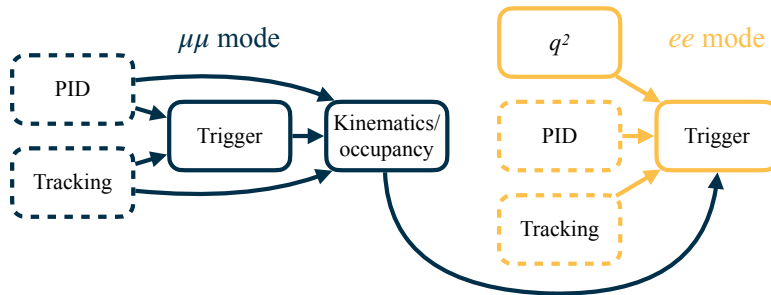 μμ mode
PID
Trigger
Tracking
Kinematics/
occupancy
ee mode
q²
PID
Trigger
Tracking